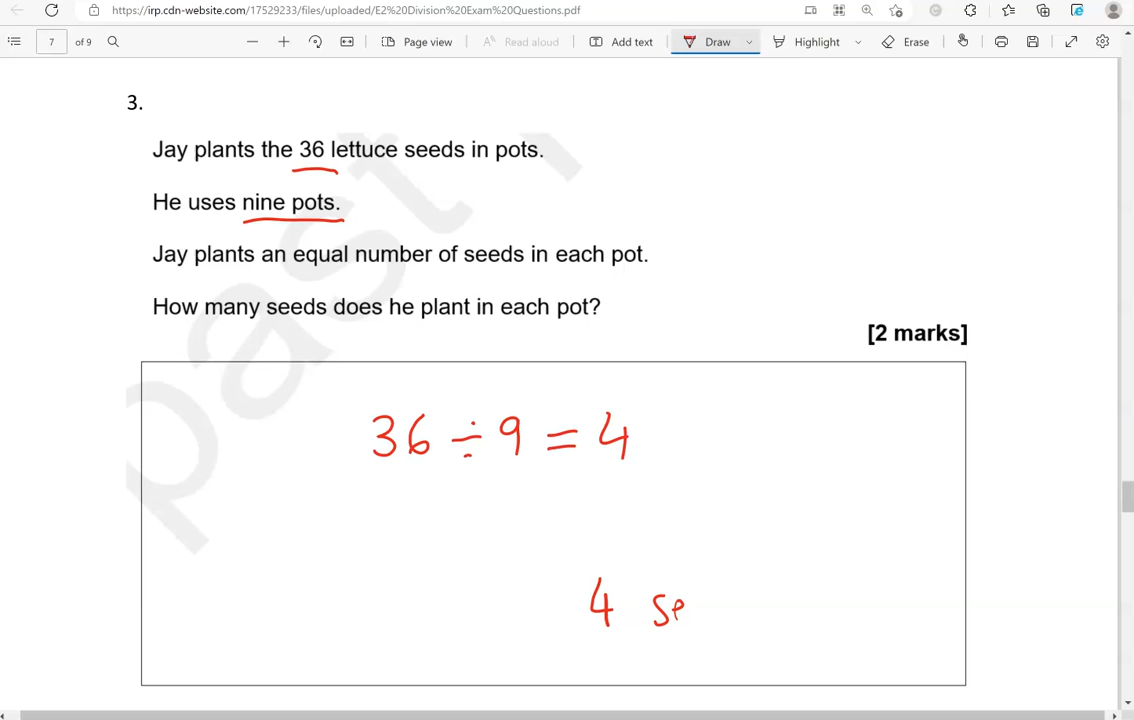 https://irp.cdn-website.com/17529233/files/uploaded/E2%20Division%20Exam%20Questions.pdf
7 of 9 Page view Read aloud Add text Draw Highlight Erase
3.
Jay plants the 36 lettuce seeds in pots.
He uses nine pots.
Jay plants an equal number of seeds in each pot.
How many seeds does he plant in each pot?
[2 marks]
36 ÷ 9 = 4
4 se
past